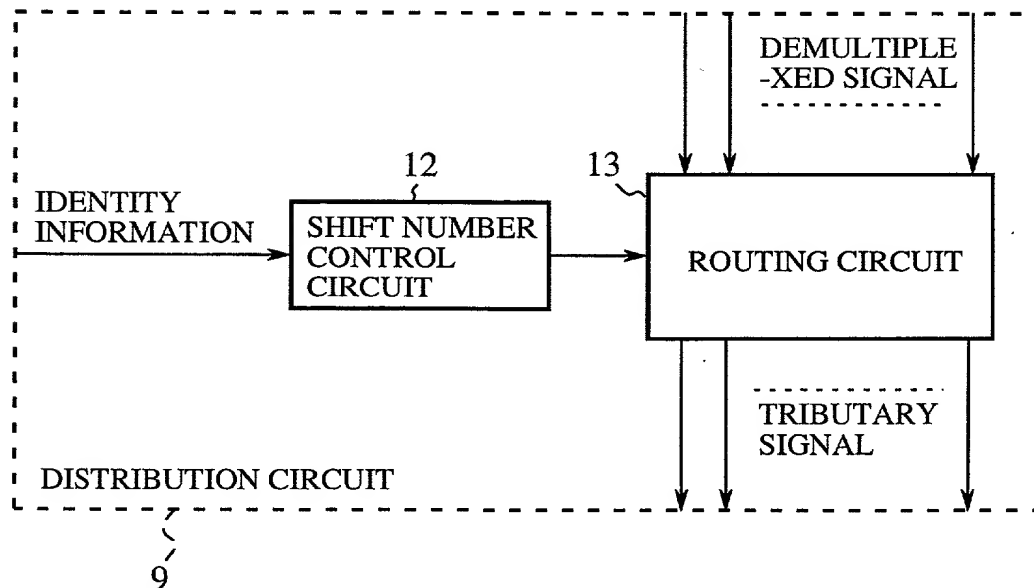 DEMULTIPLE
-XED SIGNAL
12
13
IDENTITY
INFORMATION
SHIFT NUMBER
CONTROL
CIRCUIT
ROUTING CIRCUIT
TRIBUTARY
SIGNAL
DISTRIBUTION CIRCUIT
9